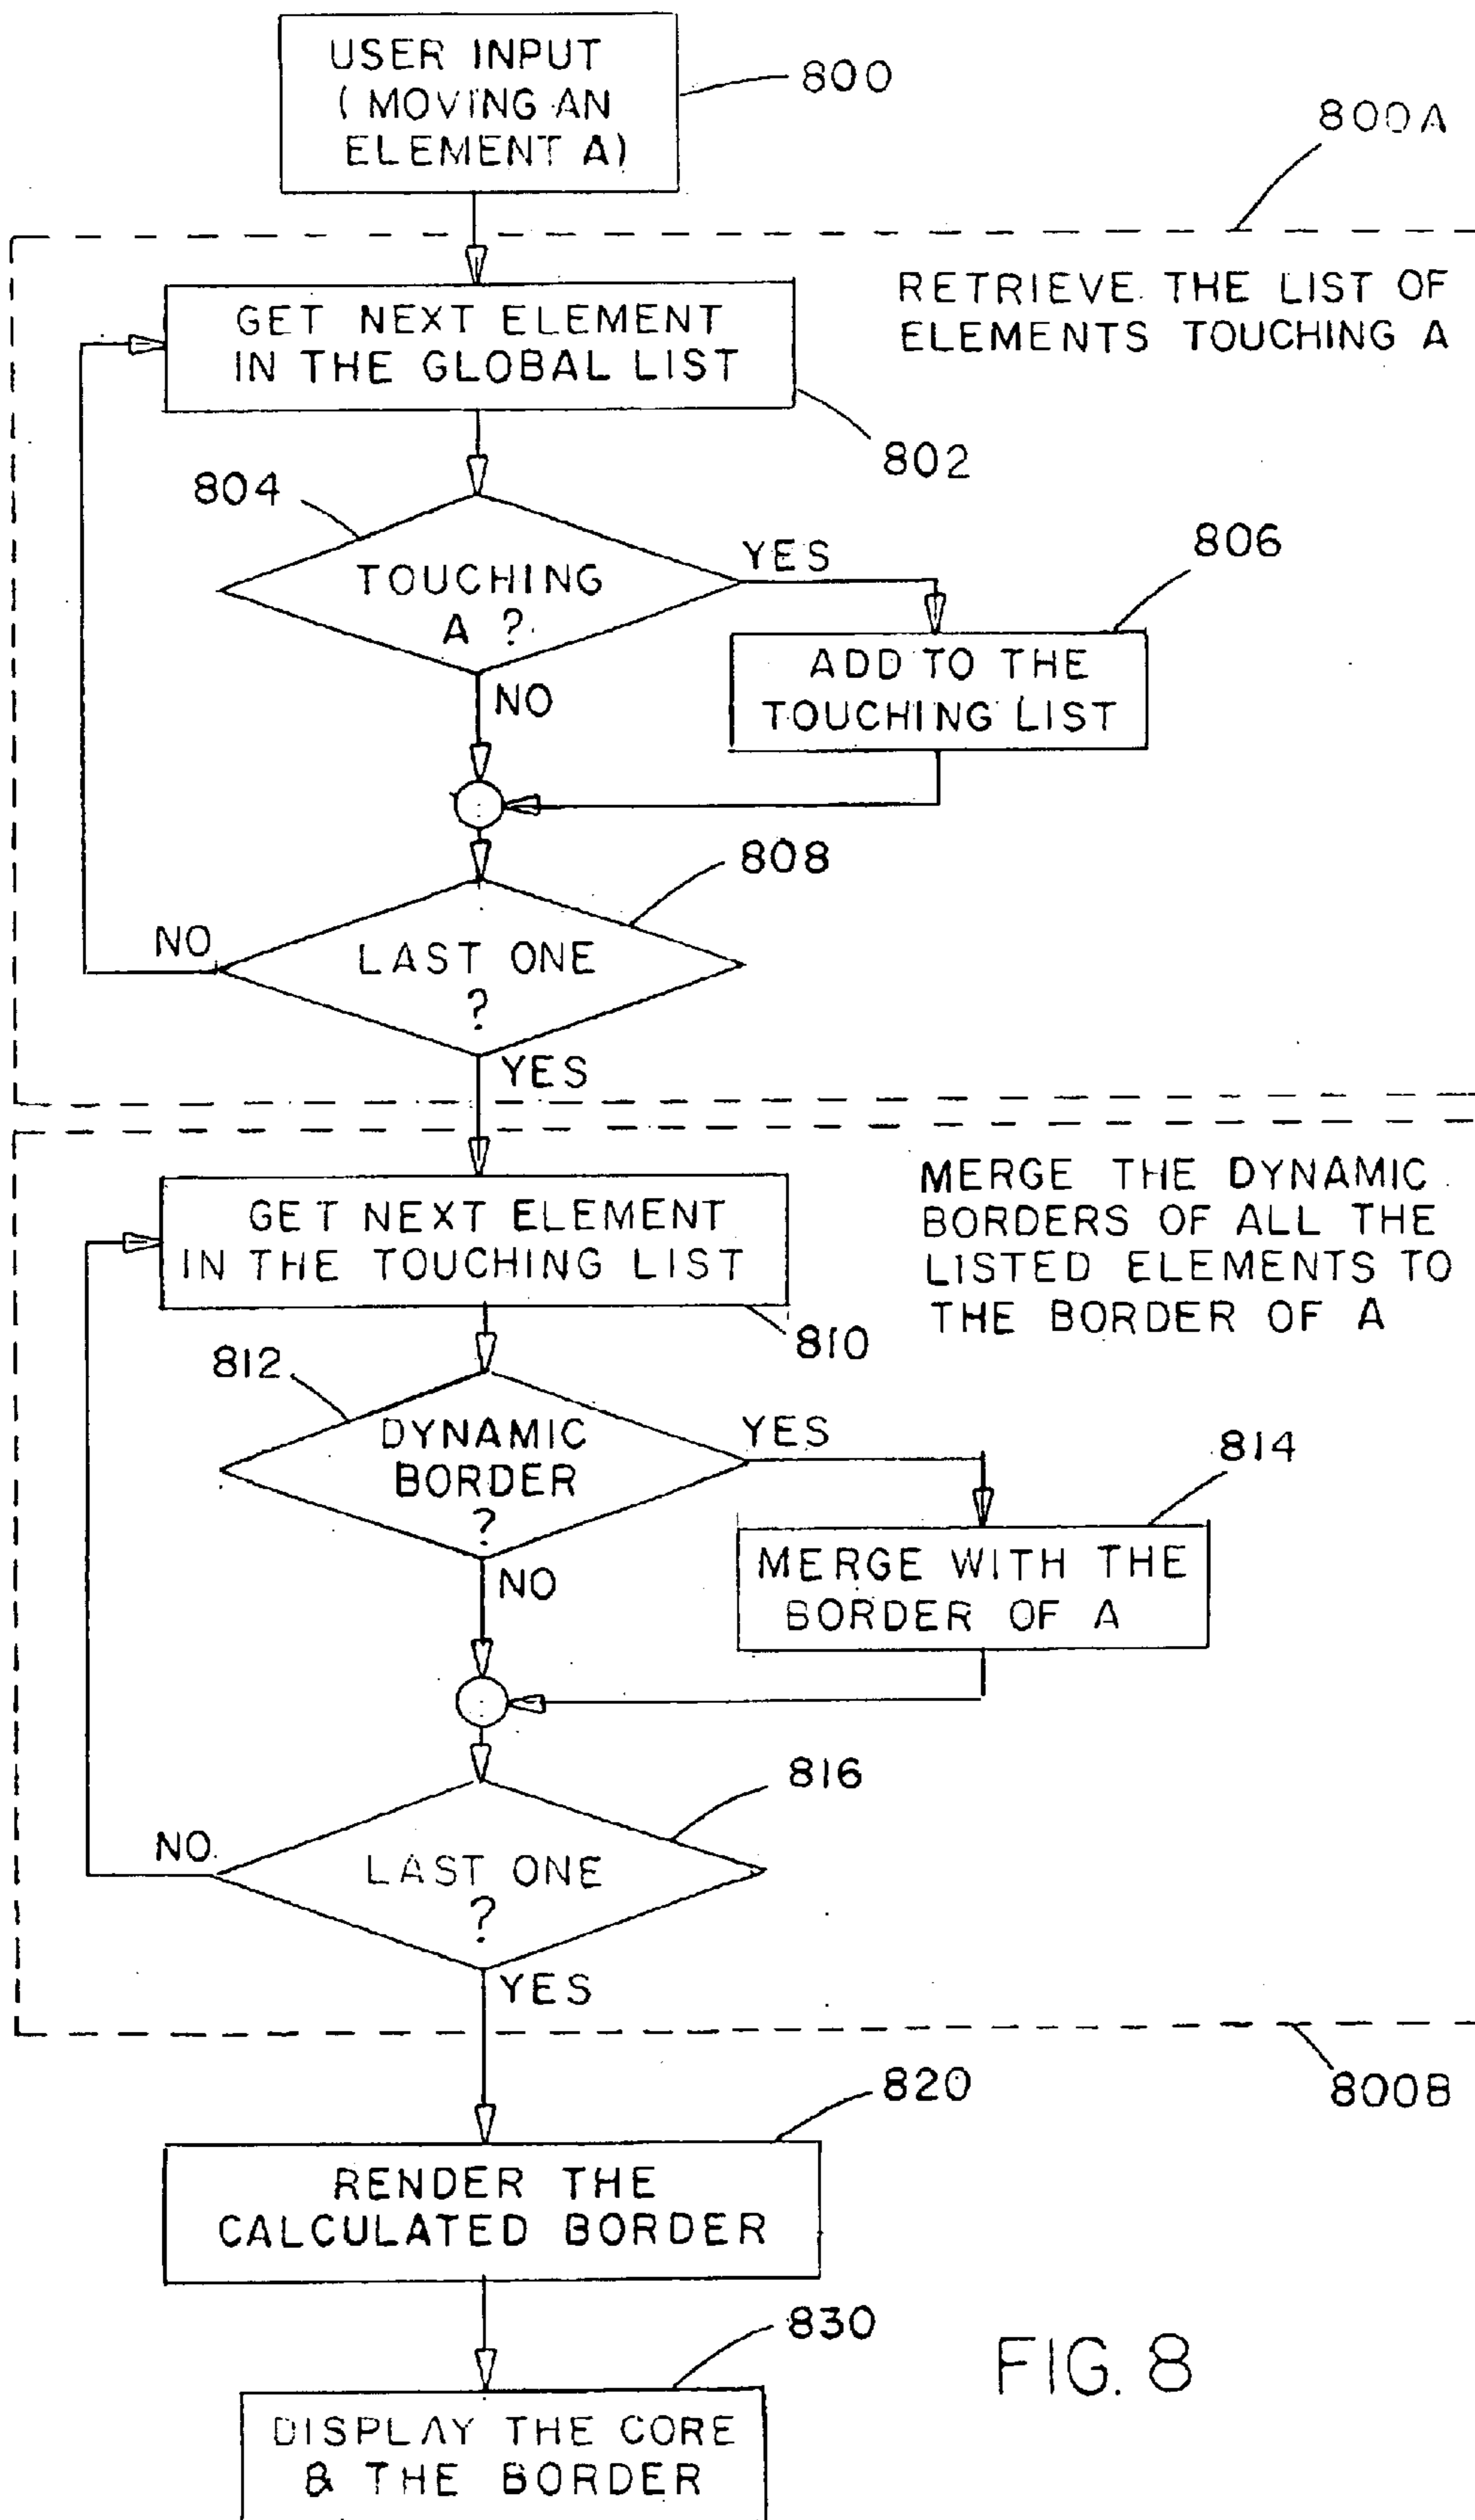 USER INPUT
( MOVING AN
ELEMENT A)
800
800A
RETRIEVE THE LIST OF
ELEMENTS TOUCHING A
GET NEXT ELEMENT
IN THE GLOBAL LIST
802
804
TOUCHING
A ?
YES
806
ADD TO THE
TOUCHING LIST
NO
808
LAST ONE
?
NO
YES
MERGE THE DYNAMIC
BORDERS OF ALL THE
LISTED ELEMENTS TO
THE BORDER OF A
GET NEXT ELEMENT
IN THE TOUCHING LIST
810
812
DYNAMIC
BORDER
?
YES
814
MERGE WITH THE
BORDER OF A
NO
816
LAST ONE
?
NO
YES
800B
820
RENDER THE
CALCULATED BORDER
830
DISPLAY THE CORE
& THE BORDER
FIG. 8